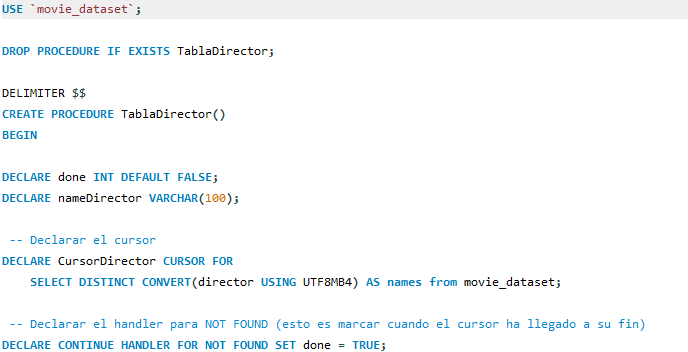 USE `movie_dataset`;
DROP PROCEDURE IF EXISTS TablaDirector;
DELIMITER $$
CREATE PROCEDURE TablaDirector()
BEGIN
DECLARE done INT DEFAULT FALSE;
DECLARE nameDirector VARCHAR(100);
-- Declarar el cursor
DECLARE CursorDirector CURSOR FOR
SELECT DISTINCT CONVERT(director USING UTF8MB4) AS names from movie_dataset;
-- Declarar el handler para NOT FOUND (esto es marcar cuando el cursor ha llegado a su fin)
DECLARE CONTINUE HANDLER FOR NOT FOUND SET done = TRUE;